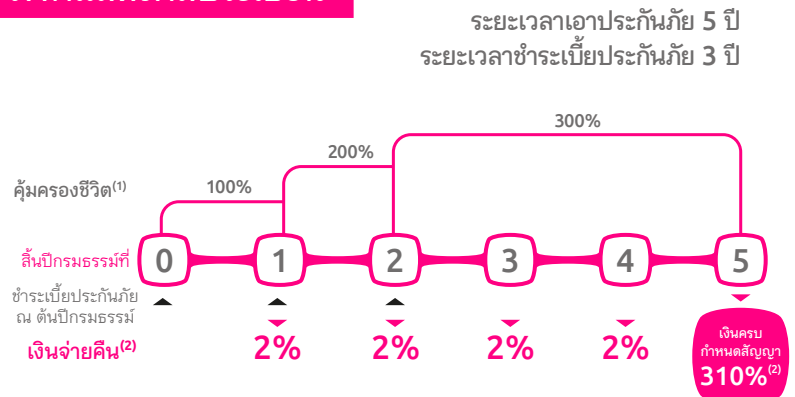 ระยะเวลาเอาประกันภัย 5 ปี
ระยะเวลาชำระเบี้ยประกันภัย 3 ปี
300%
200%
คุ้มครองชีวิต(1) 100%
สิ้นปีกรมธรรม์ที่ 0 1 2 3 4 5
ชำระเบี้ยประกันภัย
ณ ต้นปีกรมธรรม์
เงินจ่ายคืน(2) 2% 2% 2% 2%
เงินครบ
กำหนดสัญญา
310%(2)